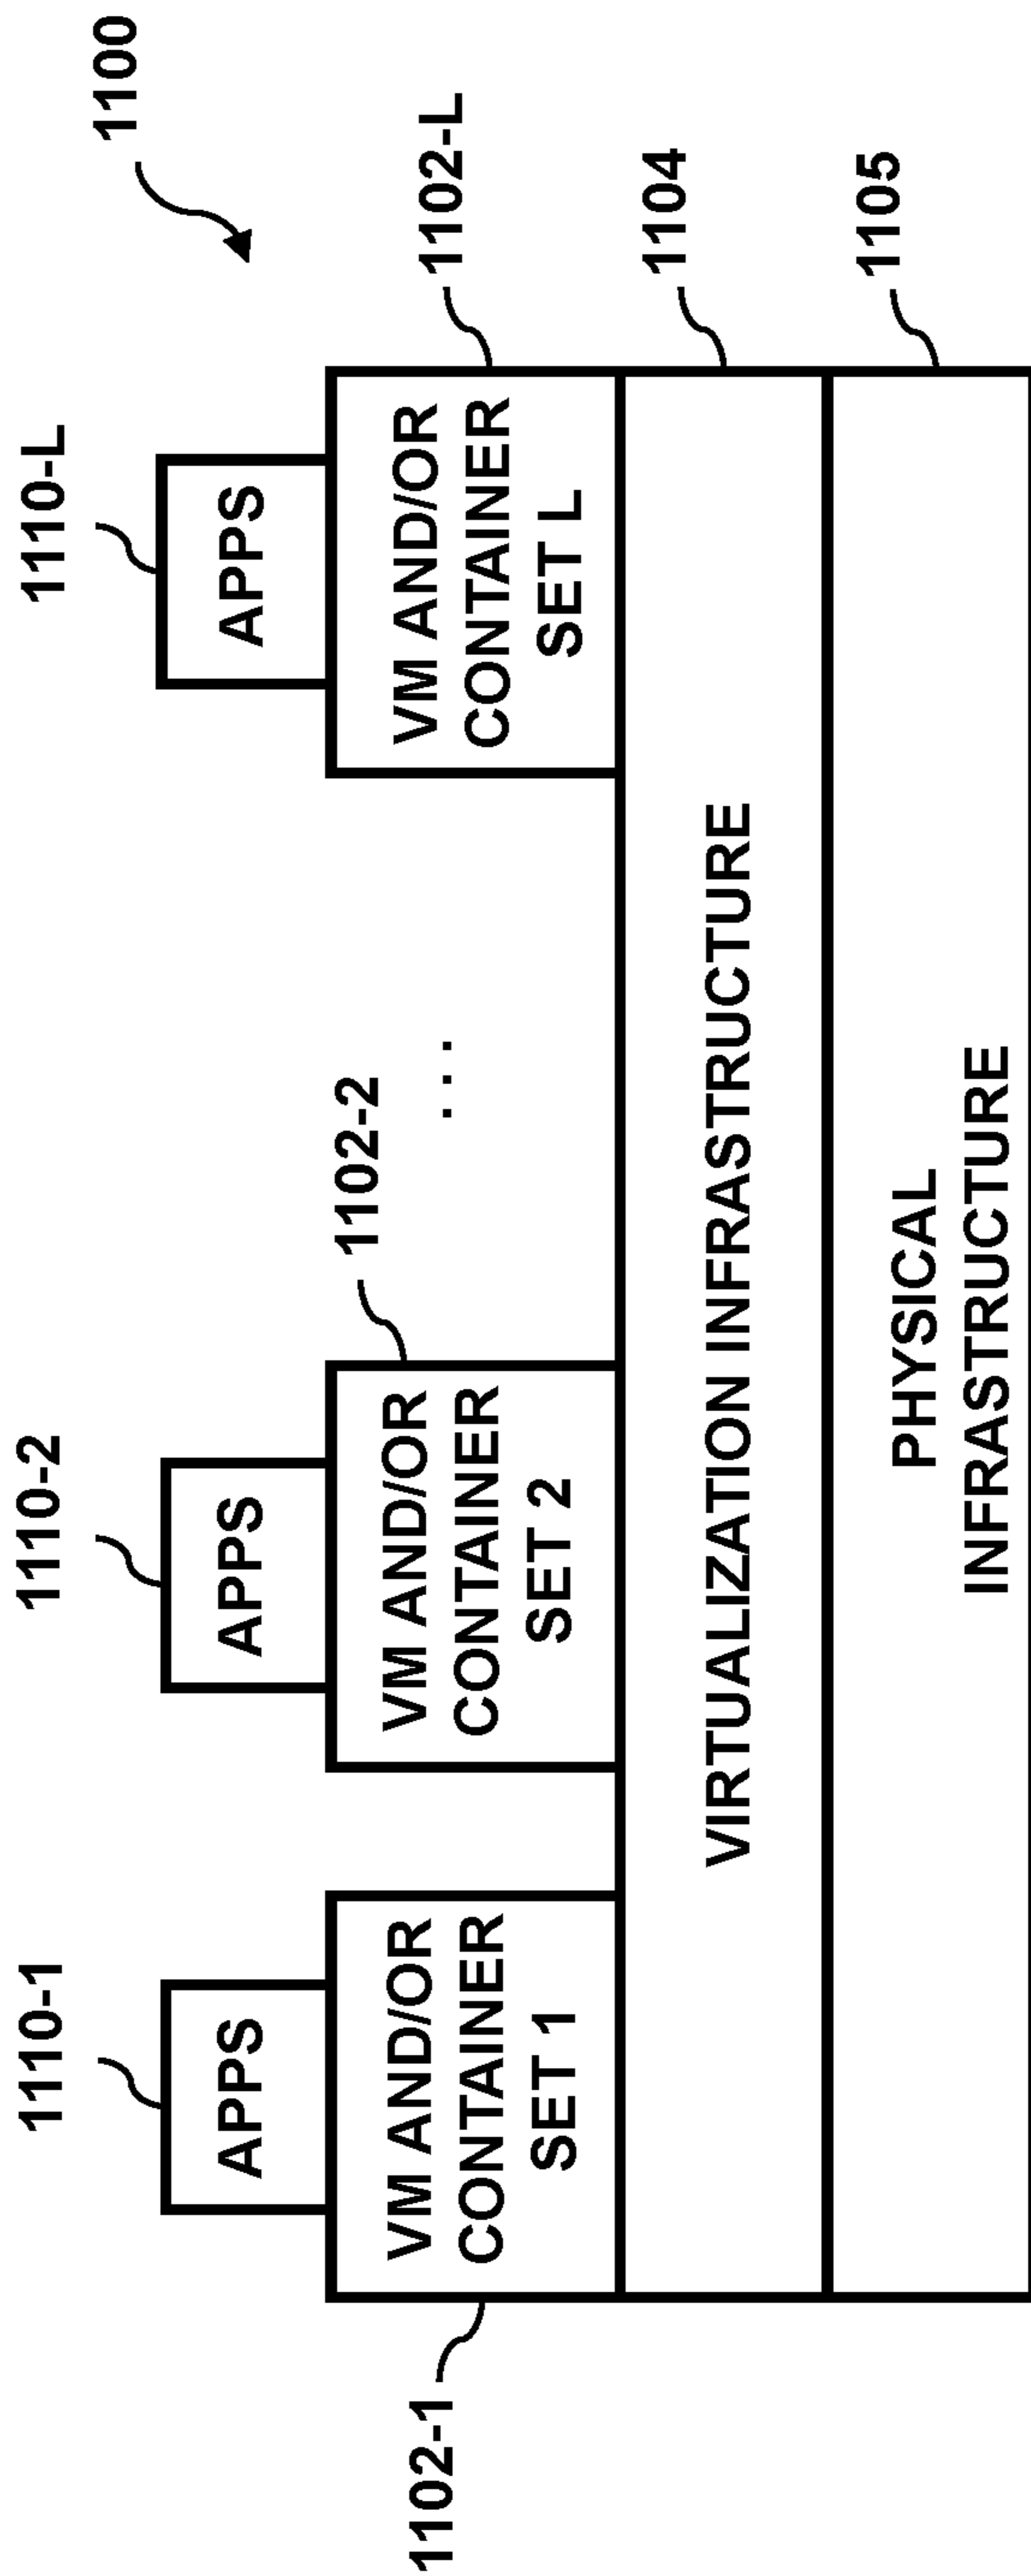 1100
1110-1
1110-2
1110-L
APPS
APPS
APPS
1102-1
VM AND/OR
CONTAINER
SET 1
VM AND/OR
CONTAINER
SET 2
1102-2
...
VM AND/OR
CONTAINER
SET L
1102-L
VIRTUALIZATION INFRASTRUCTURE
1104
PHYSICAL
INFRASTRUCTURE
1105